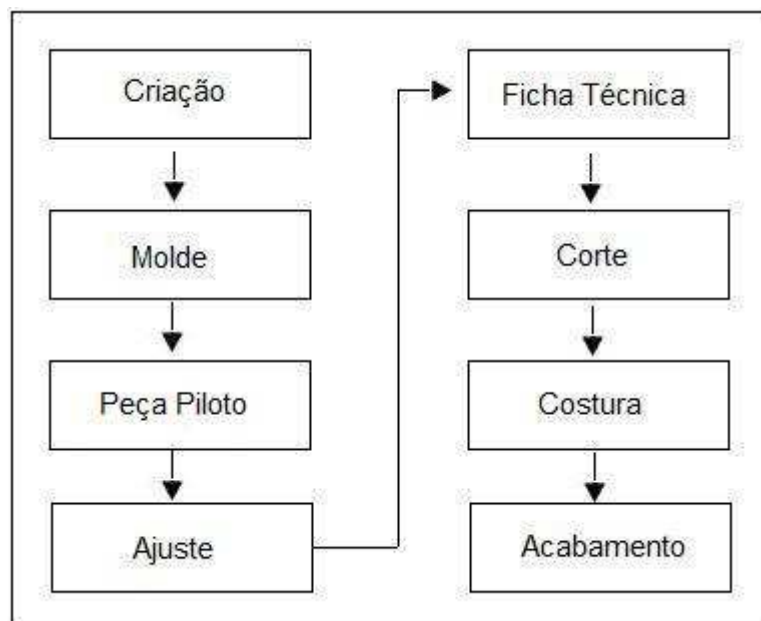 Criação
Molde
Peça Piloto
Ajuste
Ficha Técnica
Corte
Costura
Acabamento